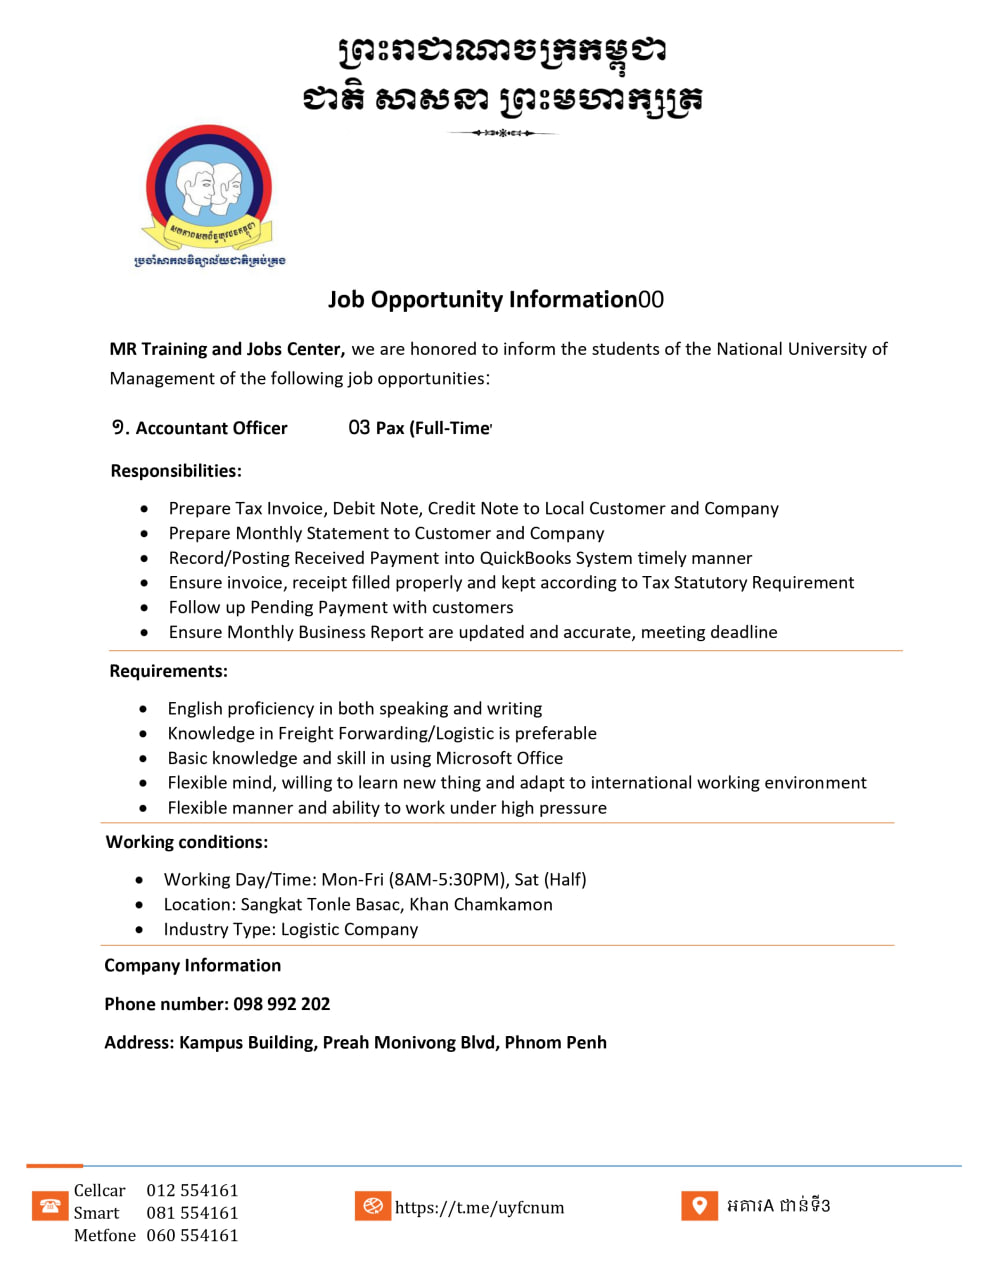 ព្រះរាជាណាចក្រកម្ពុជា
ជាតិ សាសនា ព្រះមហាក្សត្រ
សហភាពសហព័ន្ធយុវជនកម្ពុជា
ប្រចាំសាកលវិទ្យាល័យជាតិគ្រប់គ្រង
Job Opportunity Information00
MR Training and Jobs Center, we are honored to inform the students of the National University of
Management of the following job opportunities:
១. Accountant Officer 03 Pax (Full-Time'
Responsibilities:
• Prepare Tax Invoice, Debit Note, Credit Note to Local Customer and Company
• Prepare Monthly Statement to Customer and Company
• Record/Posting Received Payment into QuickBooks System timely manner
• Ensure invoice, receipt filled properly and kept according to Tax Statutory Requirement
• Follow up Pending Payment with customers
• Ensure Monthly Business Report are updated and accurate, meeting deadline
Requirements:
• English proficiency in both speaking and writing
• Knowledge in Freight Forwarding/Logistic is preferable
• Basic knowledge and skill in using Microsoft Office
• Flexible mind, willing to learn new thing and adapt to international working environment
• Flexible manner and ability to work under high pressure
Working conditions:
• Working Day/Time: Mon-Fri (8AM-5:30PM), Sat (Half)
• Location: Sangkat Tonle Basac, Khan Chamkamon
• Industry Type: Logistic Company
Company Information
Phone number: 098 992 202
Address: Kampus Building, Preah Monivong Blvd, Phnom Penh
Cellcar 012 554161
Smart 081 554161
Metfone 060 554161
https://t.me/uyfcnum
អគារA ជាន់ទី3